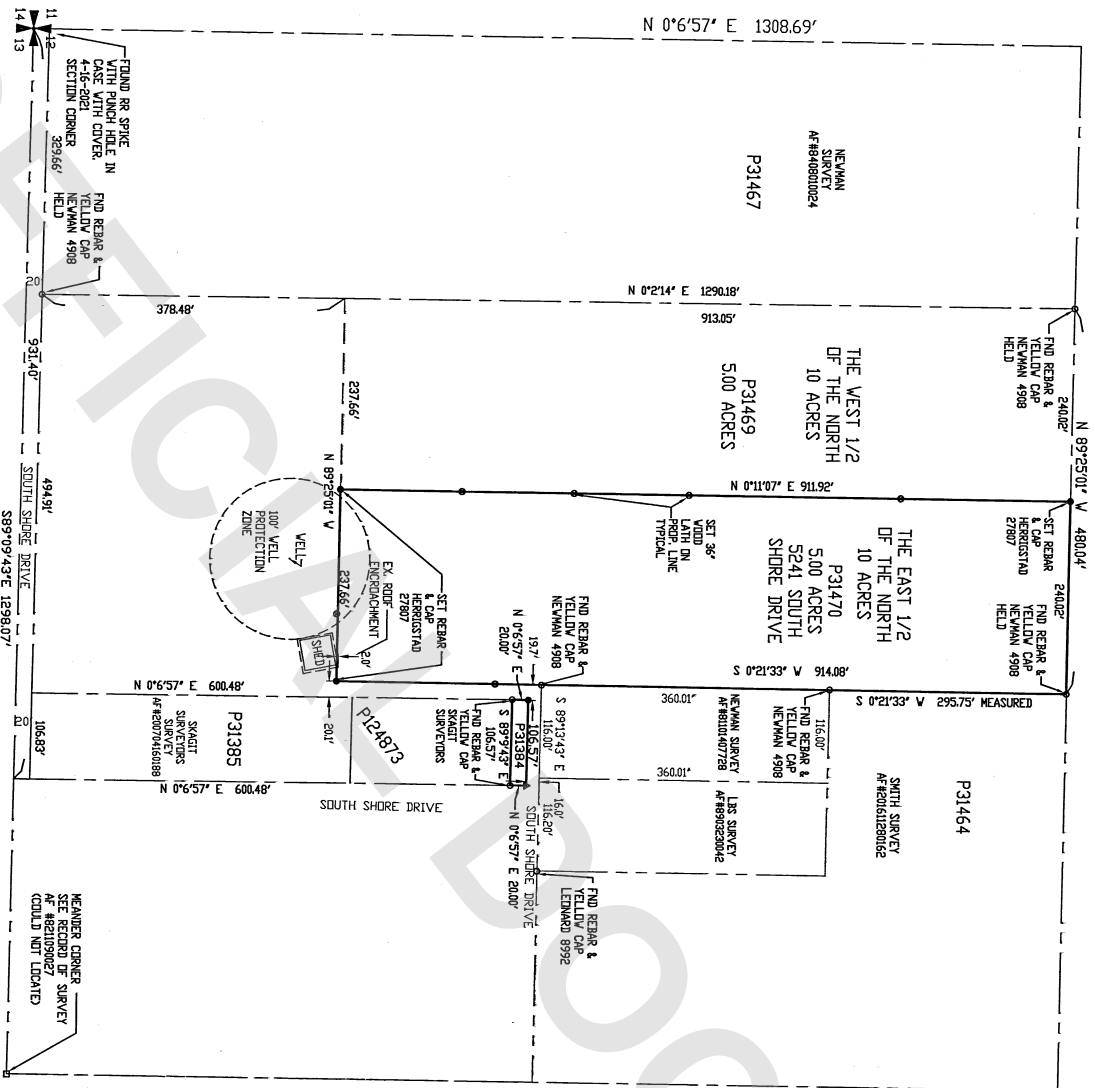 N 0°6'57" E 1308.69'
11
12
14
13
FOUND RR SPIKE
WITH PUNCH HOLE IN
CASE WITH COVER.
4-16-2021
SECTION CORNER
329.66'
FND REBAR &
YELLOW CAP
NEWMAN 4908
HELD
20
931.40'
494.91'
SOUTH SHORE DRIVE
S89°09'43"E 1298.07'
NEWMAN
SURVEY
AF#8408010024
P31467
N 0°2'14" E 1290.18'
378.48'
913.05'
FND REBAR &
YELLOW CAP
NEWMAN 4908
HELD
240.02'
N 89°25'01" W 480.04'
THE WEST 1/2
OF THE NORTH
10 ACRES
P31469
5.00 ACRES
237.66'
N 89°25'01" W
N 0°11'07" E 911.92'
SET REBAR
& CAP
HERRIGSTAD
27807
240.02'
SET 36"
WOOD
LATH ON
PROP LINE
TYPICAL
THE EAST 1/2
OF THE NORTH
10 ACRES
P31470
5.00 ACRES
5241 SOUTH
SHORE DRIVE
WELL
100' WELL
PROTECTION
ZONE
237.66'
EX. ROOF
ENCROACHMENT
SET REBAR
& CAP
HERRIGSTAD
27807
2.0'
SHED
FND REBAR &
YELLOW CAP
NEWMAN 4908
FND REBAR &
YELLOW CAP
NEWMAN 4908
HELD
S 0°21'33" W 914.08'
S 0°21'33" W 295.75' MEASURED
19.7'
N 0°6'57" E
20.00'
N 0°6'57" E 600.48'
20.1'
P124873
P31385
SKAGIT
SURVEYORS
SURVEY
AF#200704160188
N 0°6'57" E 600.48'
20
106.83'
FND REBAR &
YELLOW CAP
SKAGIT
SURVEYORS
S 89°9'43" E
106.57'
P31384
106.57'
N 0°6'57" E 20.00'
S 89°13'43" E
116.00'
16.0'
116.20'
SOUTH SHORE DRIVE
SOUTH SHORE DRIVE
360.01"
NEWMAN SURVEY
AF#81011407728
FND REBAR &
YELLOW CAP
NEWMAN 4908
116.00'
360.01"
LBS SURVEY
AF#8903230042
P31464
SMITH SURVEY
AF#201611280162
FND REBAR &
YELLOW CAP
LEONARD 8992
MEANDER CORNER
SEE RECORD OF SURVEY
AF #8211090027
(COULD NOT LOCATE)